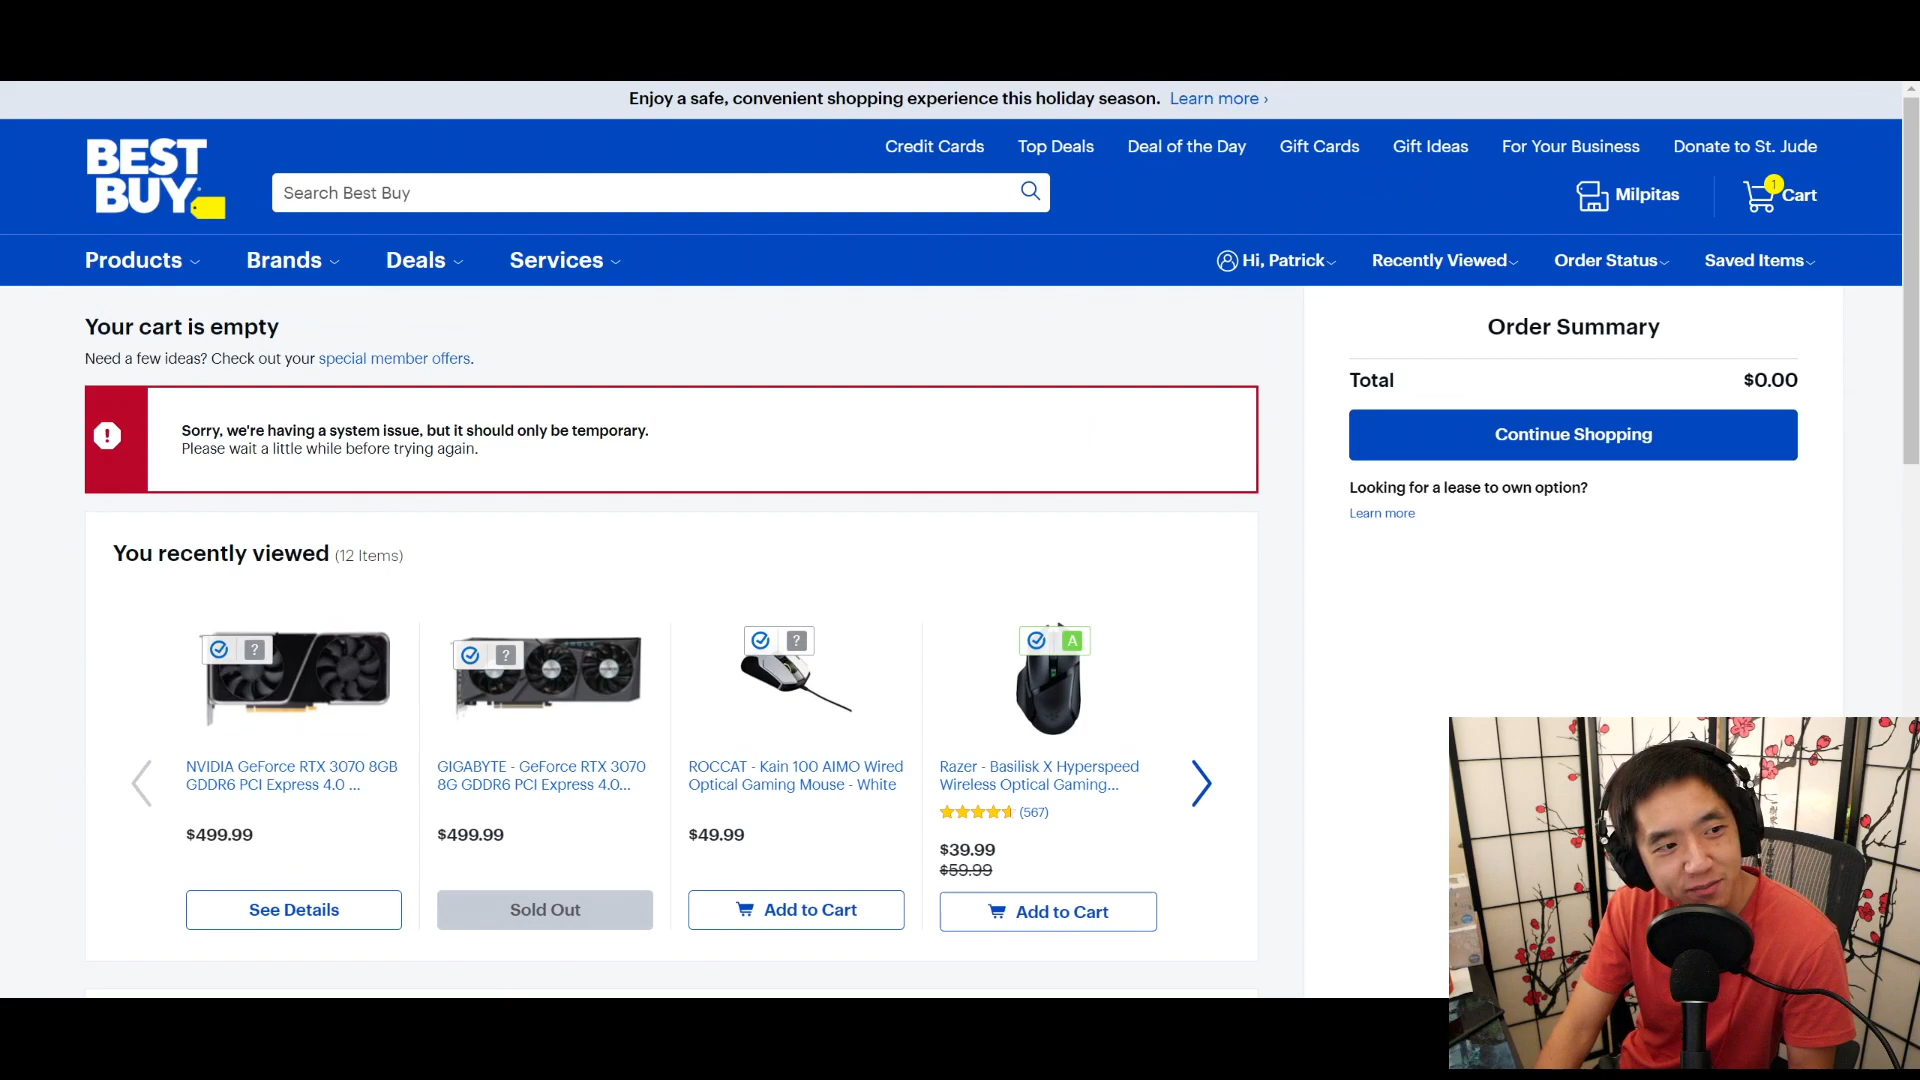 Enjoy a safe, convenient shopping experience this holiday season. Learn more ›
BEST
BUY
Credit Cards Top Deals Deal of the Day Gift Cards Gift Ideas For Your Business Donate to St. Jude
Search Best Buy
Milpitas
1
Cart
Products Brands Deals Services
Hi, Patrick Recently Viewed Order Status Saved Items
Your cart is empty
Need a few ideas? Check out your special member offers.
!
Sorry, we're having a system issue, but it should only be temporary.
Please wait a little while before trying again.
Order Summary
Total $0.00
Continue Shopping
Looking for a lease to own option?
Learn more
You recently viewed (12 Items)
?
NVIDIA GeForce RTX 3070 8GB
GDDR6 PCI Express 4.0 ...
$499.99
See Details
?
GIGABYTE - GeForce RTX 3070
8G GDDR6 PCI Express 4.0...
$499.99
Sold Out
?
ROCCAT - Kain 100 AIMO Wired
Optical Gaming Mouse - White
$49.99
Add to Cart
A
Razer - Basilisk X Hyperspeed
Wireless Optical Gaming...
(567)
$39.99
$59.99
Add to Cart